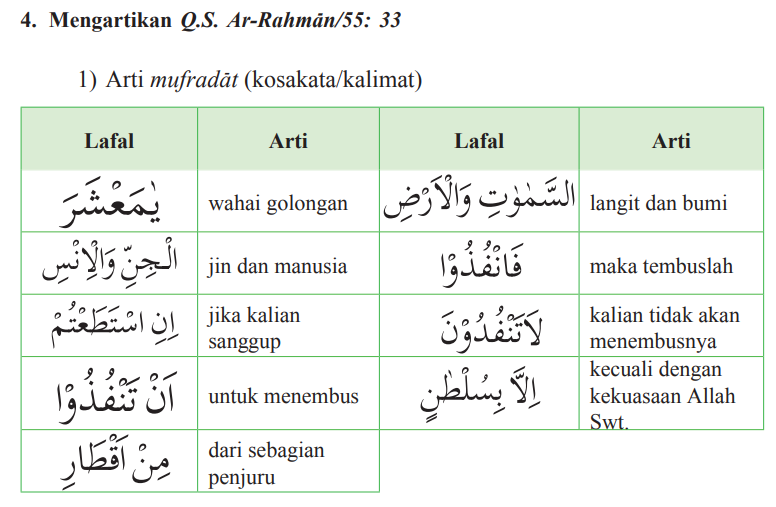 4. Mengartikan Q.S. Ar-Rahmān/55: 33
1) Arti mufradāt (kosakata/kalimat)
Lafal Arti Lafal Arti
يٰمَعْشَرَ wahai golongan السَّمٰوٰتِ وَالْاَرْضِ langit dan bumi
الْجِنِّ وَالْاِنْسِ jin dan manusia فَانْفُذُوْا maka tembuslah
اِنِ اسْتَطَعْتُمْ jika kalian
sanggup
لَاتَنْفُدُوْنَ kalian tidak akan
menembusnya
اَنْ تَنْفُذُوْا untuk menembus
اِلَّا بِسُلْطٰنٍ kecuali dengan
kekuasaan Allah
Swt.
مِنْ اَقْطَارِ dari sebagian
penjuru